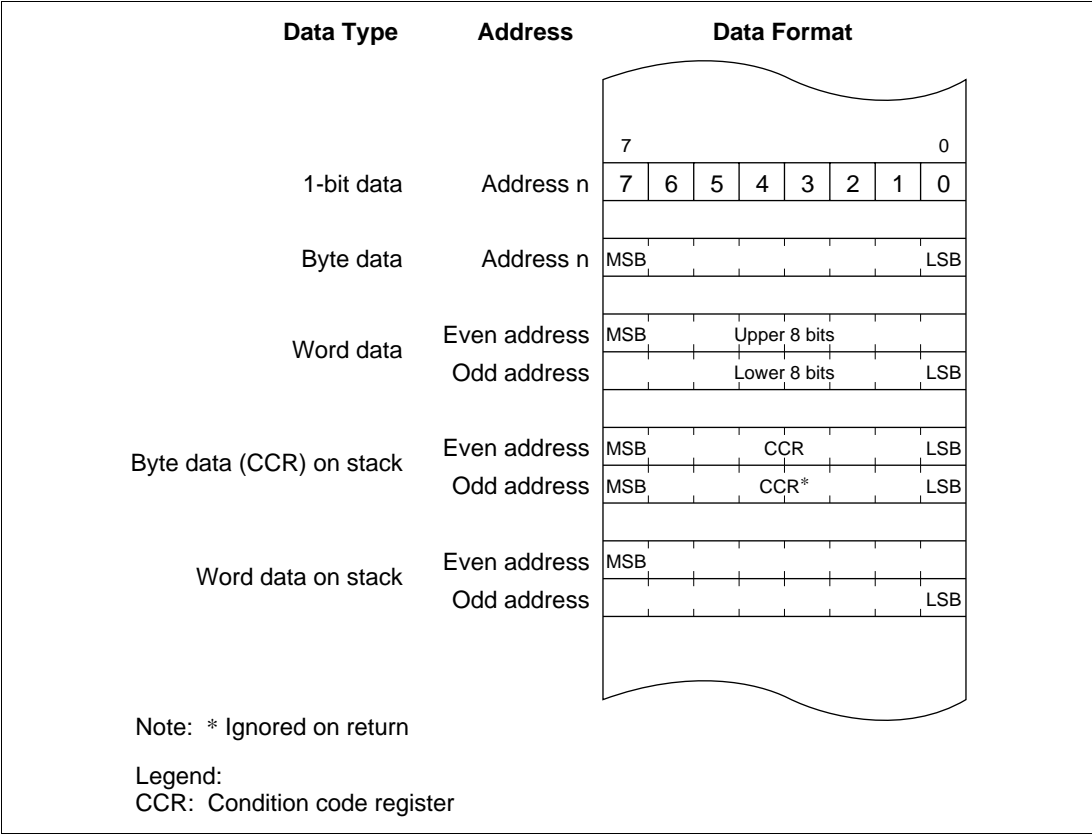 Data Type Address Data Format
7 0
1-bit data Address n 7 6 5 4 3 2 1 0
Byte data Address n MSB LSB
Word data
Even address MSB Upper 8 bits
Odd address Lower 8 bits LSB
Byte data (CCR) on stack
Even address MSB CCR LSB
Odd address MSB CCR* LSB
Word data on stack
Even address MSB
Odd address LSB
Note: * Ignored on return
Legend:
CCR: Condition code register